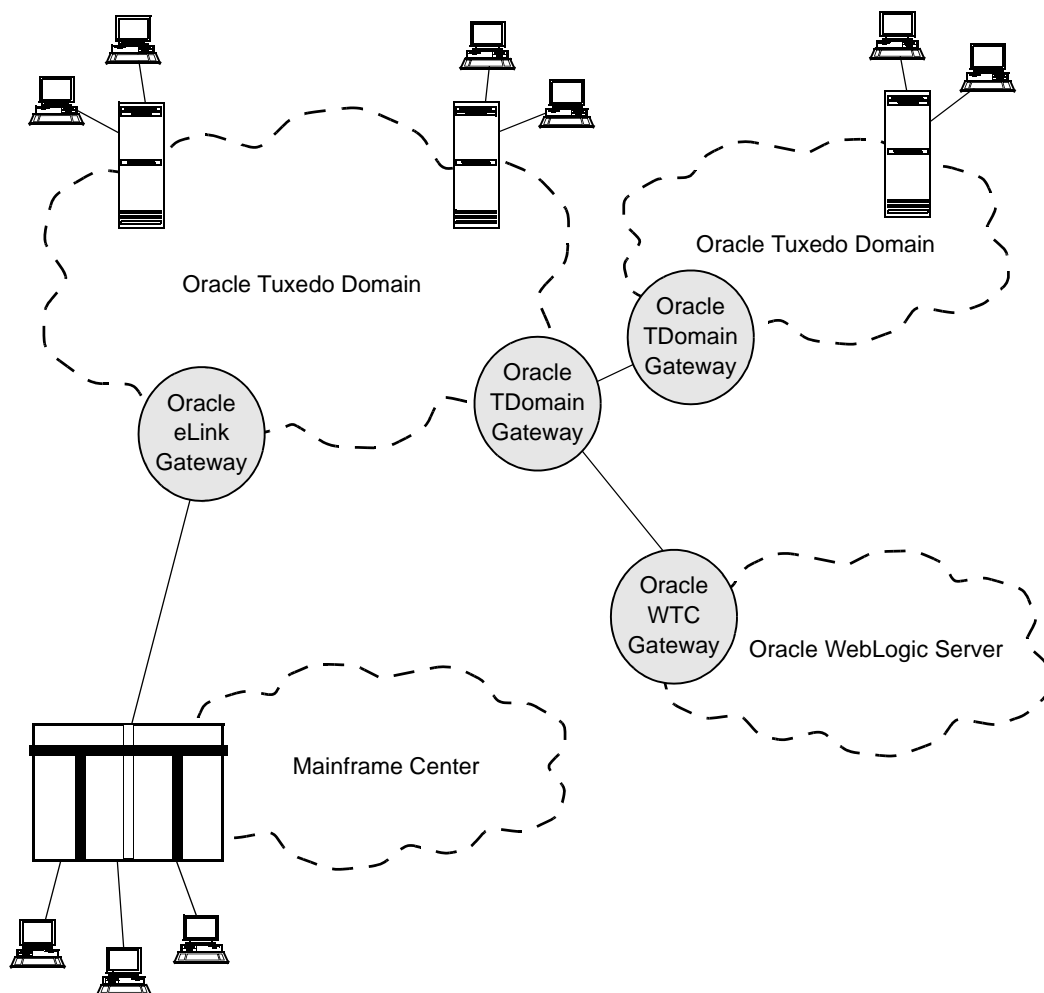 Oracle Tuxedo Domain
Oracle Tuxedo Domain
Oracle
TDomain
Gateway
Oracle
TDomain
Gateway
Oracle
eLink
Gateway
Oracle
WTC
Gateway
Oracle WebLogic Server
Mainframe Center